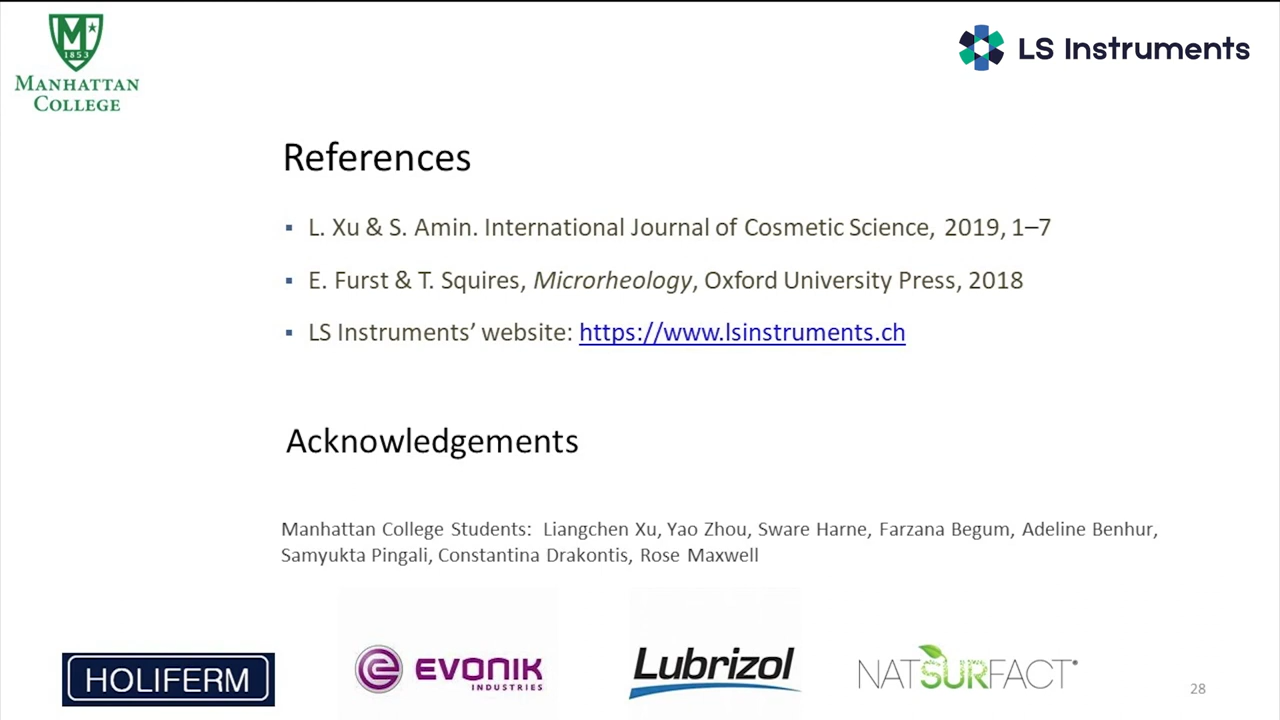 M
1853
MANHATTAN
COLLEGE
LS Instruments
References
▪ L. Xu & S. Amin. International Journal of Cosmetic Science, 2019, 1–7
▪ E. Furst & T. Squires, Microrheology, Oxford University Press, 2018
▪ LS Instruments’ website: https://www.lsinstruments.ch
Acknowledgements
Manhattan College Students: Liangchen Xu, Yao Zhou, Sware Harne, Farzana Begum, Adeline Benhur,
Samyukta Pingali, Constantina Drakontis, Rose Maxwell
HOLIFERM
EVONIK
INDUSTRIES
Lubrizol
NATSURFACT®
28